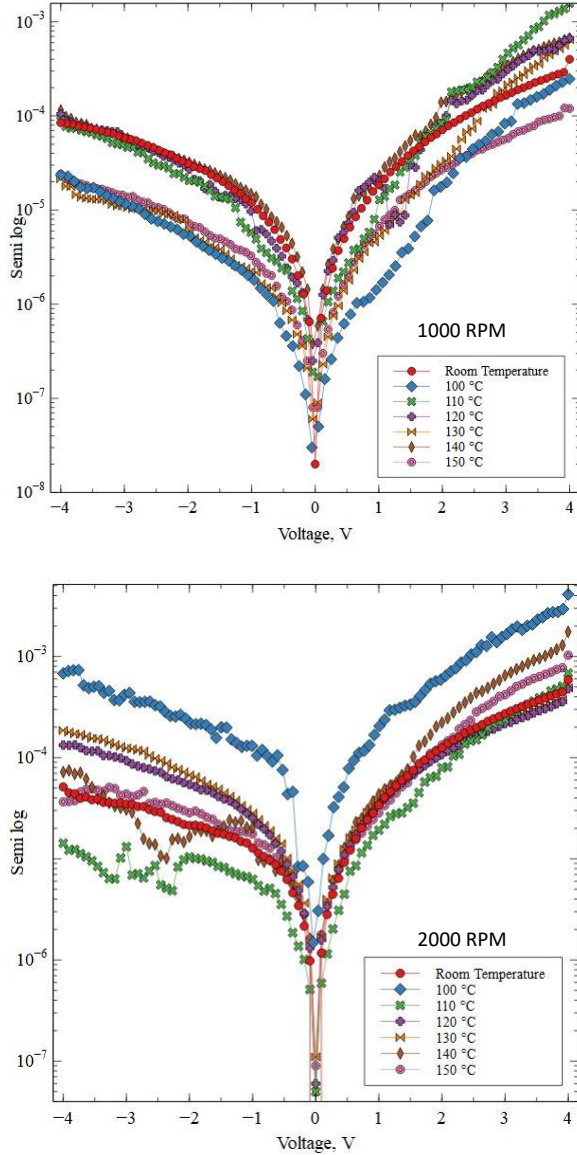 10⁻³
10⁻⁴
10⁻⁵
10⁻⁶
10⁻⁷
10⁻⁸
Semi log
1000 RPM
Room Temperature
100 °C
110 °C
120 °C
130 °C
140 °C
150 °C
−4 −3 −2 −1 0 1 2 3 4
Voltage, V
10⁻³
10⁻⁴
10⁻⁵
10⁻⁶
10⁻⁷
Semi log
2000 RPM
Room Temperature
100 °C
110 °C
120 °C
130 °C
140 °C
150 °C
−4 −3 −2 −1 0 1 2 3 4
Voltage, V